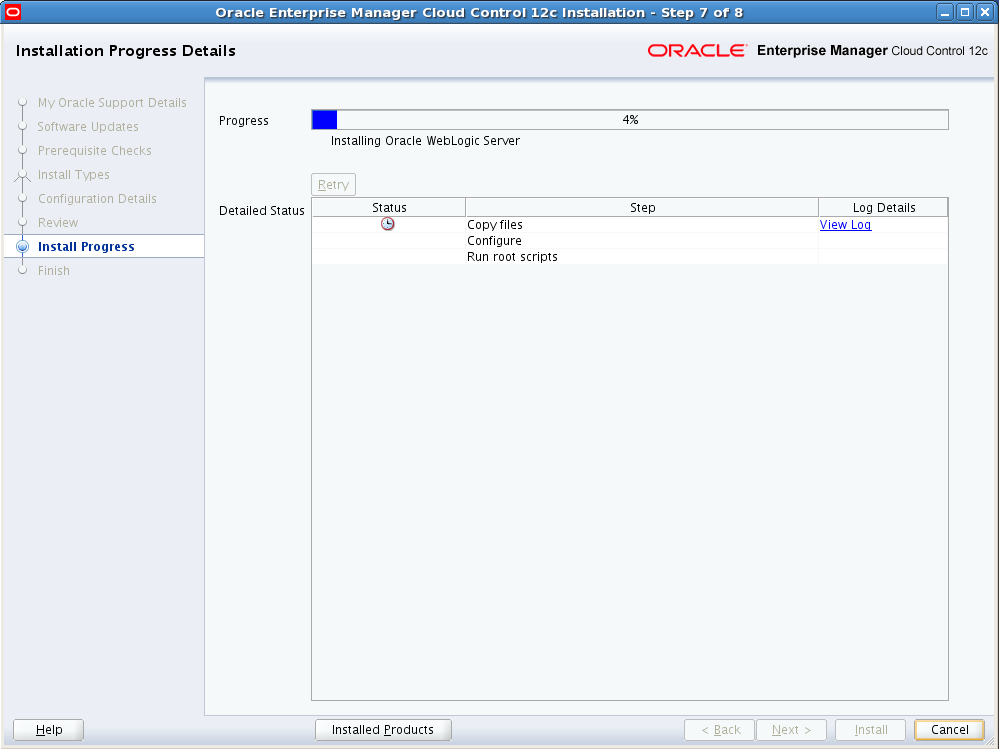 Oracle Enterprise Manager Cloud Control 12c Installation - Step 7 of 8
Installation Progress Details
ORACLE Enterprise Manager Cloud Control 12c
My Oracle Support Details
Software Updates
Prerequisite Checks
Install Types
Configuration Details
Review
Install Progress
Finish
Progress
4%
Installing Oracle WebLogic Server
Retry
Detailed Status
Status Step Log Details
Copy files View Log
Configure
Run root scripts
Help Installed Products < Back Next > Install Cancel